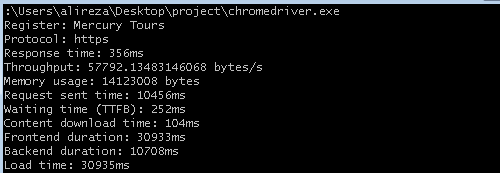 :\Users\alireza\Desktop\project\chromedriver.exe
Register: Mercury Tours
Protocol: https
Response time: 356ms
Throughput: 57792.13483146068 bytes/s
Memory usage: 14123008 bytes
Request sent time: 10456ms
Waiting time (TTFB): 252ms
Content download time: 104ms
Frontend duration: 30933ms
Backend duration: 10708ms
Load time: 30935ms